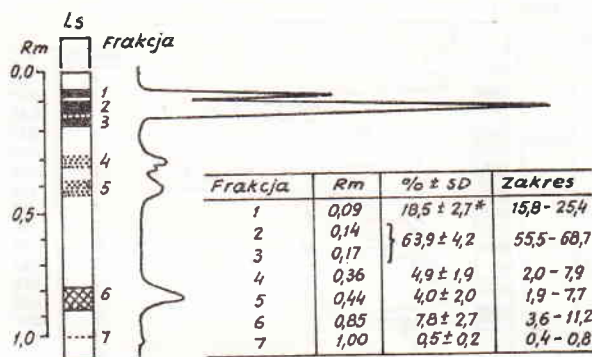 Ls
Rm Frakcja
0,0
1
2
3
4
5
0,5
6
1,0
7
Frakcja Rm % ± SD Zakres
1 0,09 18,5 ± 2,7* 15,8 - 25,4
2 0,14 } 63,9 ± 4,2 55,5 - 68,7
3 0,17
4 0,36 4,9 ± 1,9 2,0 - 7,9
5 0,44 4,0 ± 2,0 1,9 - 7,7
6 0,85 7,8 ± 2,7 3,6 - 11,2
7 1,00 0,5 ± 0,2 0,4 - 0,8